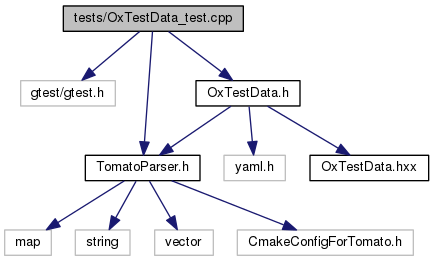 tests/OxTestData_test.cpp
gtest/gtest.h
OxTestData.h
TomatoParser.h
yaml.h
OxTestData.hxx
map
string
vector
CmakeConfigForTomato.h